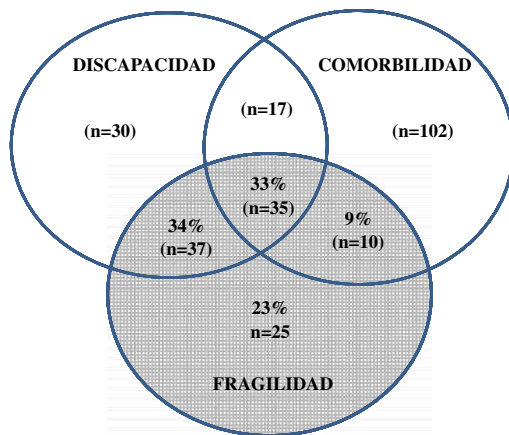 DISCAPACIDAD
COMORBILIDAD
(n=17)
(n=30)
(n=102)
33%
(n=35)
34%
(n=37)
9%
(n=10)
23%
n=25
FRAGILIDAD